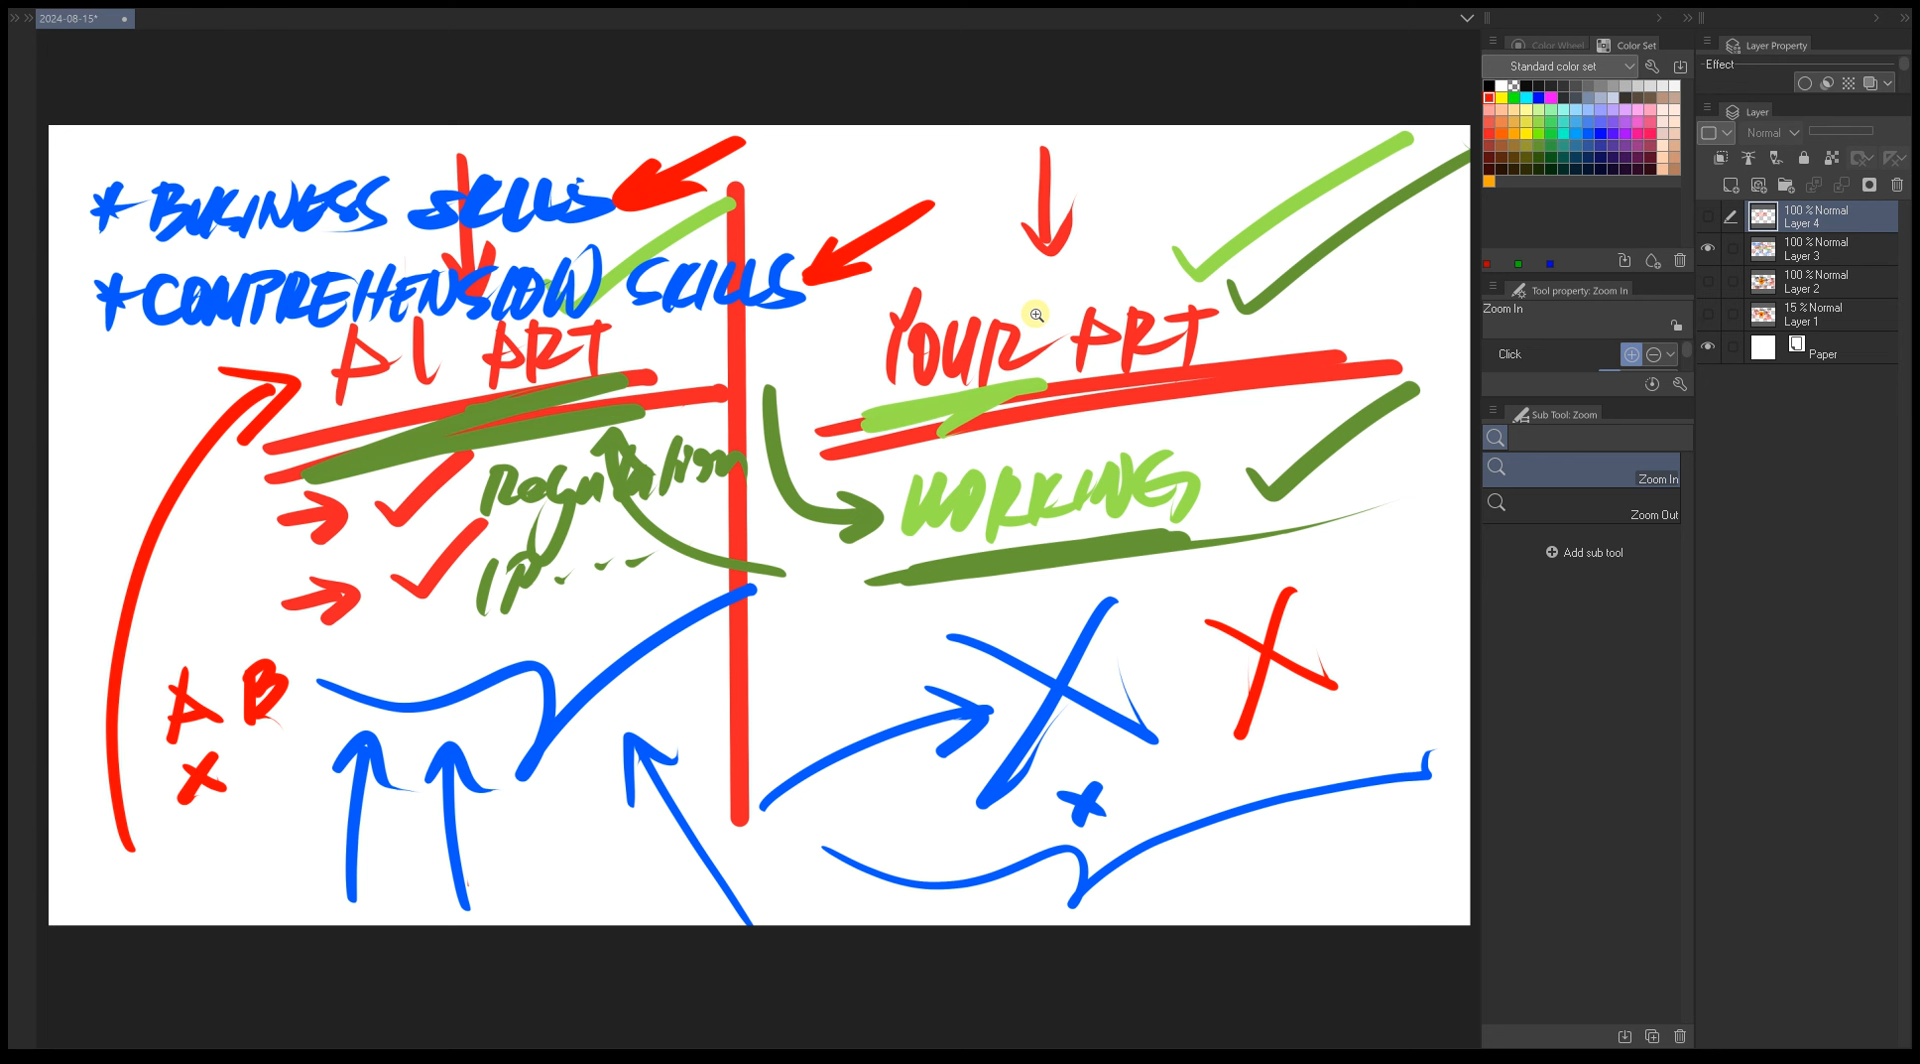 2024-08-15*
Color Wheel
Color Set
Layer Property
Standard color set
Effect
Layer
Normal
* BUSINESS SKILLS
* COMPREHENSION SKILLS
AI ART
YOUR ART
Regulation
IP.....
WORKING
A B
X
X
X
100 % Normal
Layer 4
100 % Normal
Layer 3
100 % Normal
Layer 2
15 % Normal
Layer 1
Paper
Tool property: Zoom In
Zoom In
Click
Sub Tool: Zoom
Zoom In
Zoom Out
Add sub tool